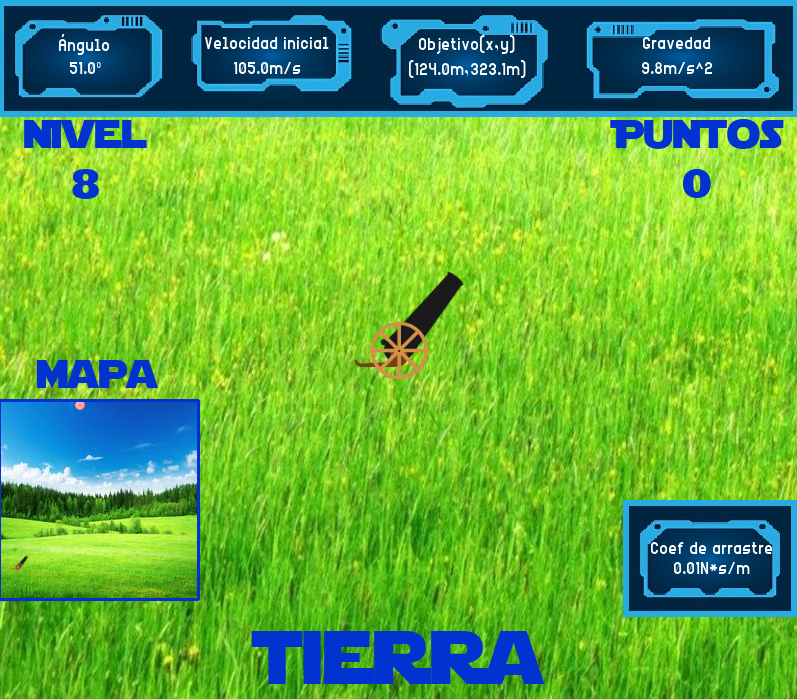 Ángulo
51.0º
Velocidad inicial
105.0m/s
Objetivo(x,y)
(124.0m,323.1m)
Gravedad
9.8m/s^2
NIVEL
8
PUNTOS
0
MAPA
Coef de arrastre
0.01N*s/m
TIERRA